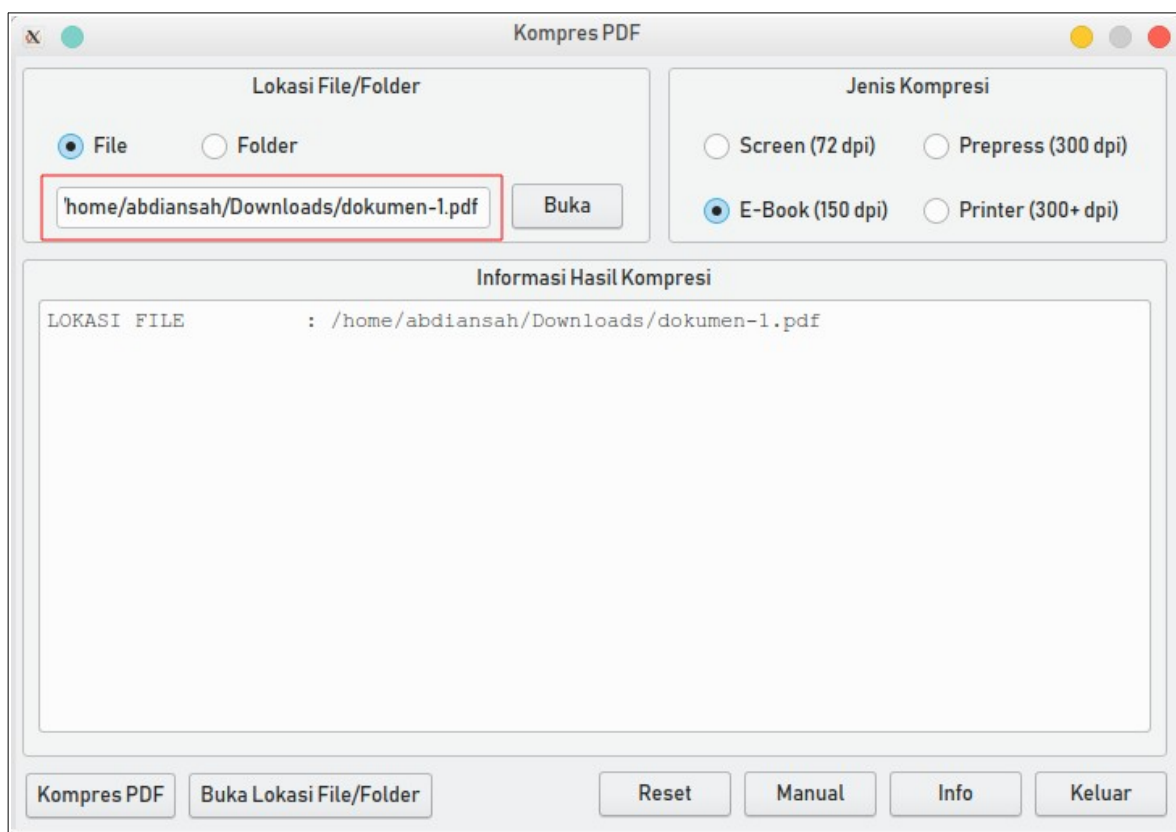 Kompres PDF
Lokasi File/Folder
File Folder
/home/abdiansah/Downloads/dokumen-1.pdf Buka
Jenis Kompresi
Screen (72 dpi) Prepress (300 dpi)
E-Book (150 dpi) Printer (300+ dpi)
Informasi Hasil Kompresi
LOKASI FILE : /home/abdiansah/Downloads/dokumen-1.pdf
Kompres PDF Buka Lokasi File/Folder Reset Manual Info Keluar